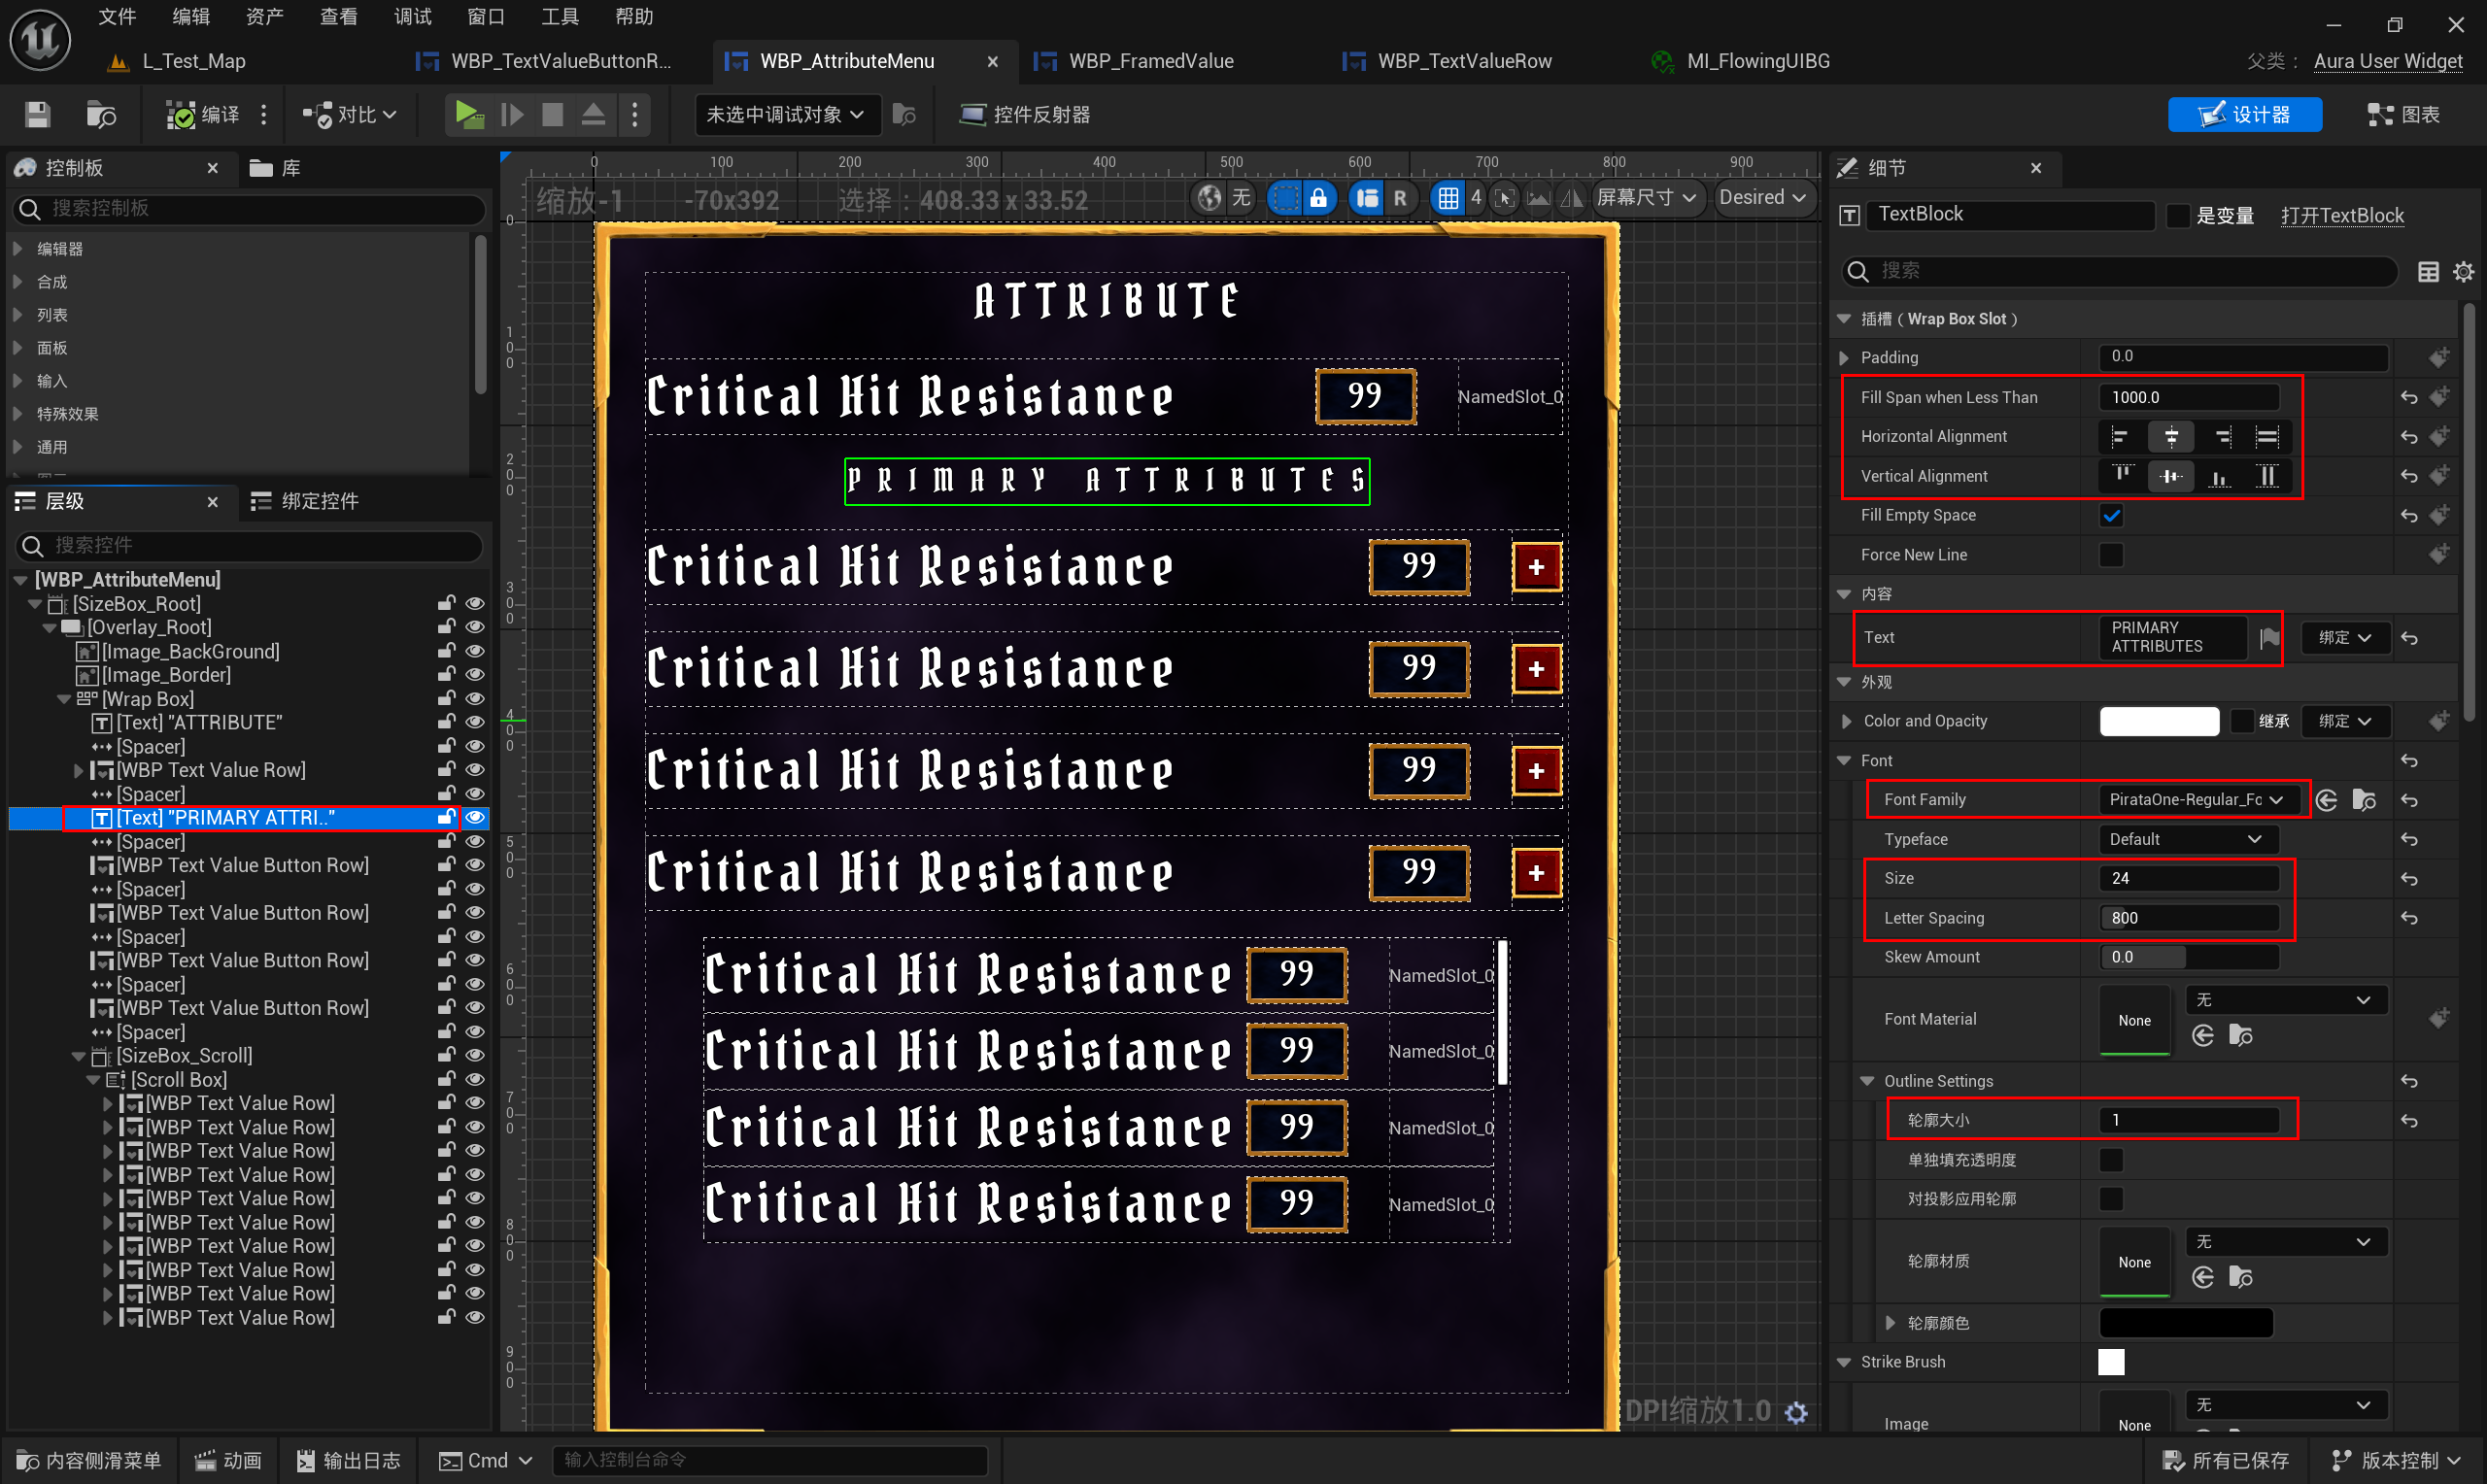 文件 编辑 资产 查看 调试 窗口 工具 帮助
L_Test_Map WBP_TextValueButtonR... WBP_AttributeMenu WBP_FramedValue WBP_TextValueRow MI_FlowingUIBG 父类： Aura User Widget
编译 对比 未选中调试对象 控件反射器 设计器 图表
控制板 库
搜索控制板
编辑器
合成
列表
面板
输入
特殊效果
通用
层级 绑定控件
搜索控件
[WBP_AttributeMenu]
[SizeBox_Root]
[Overlay_Root]
[Image_BackGround]
[Image_Border]
[Wrap Box]
[Text] "ATTRIBUTE"
[Spacer]
[WBP Text Value Row]
[Spacer]
[Text] "PRIMARY ATTRI.."
[Spacer]
[WBP Text Value Button Row]
[Spacer]
[WBP Text Value Button Row]
[Spacer]
[WBP Text Value Button Row]
[Spacer]
[WBP Text Value Button Row]
[Spacer]
[SizeBox_Scroll]
[Scroll Box]
[WBP Text Value Row]
[WBP Text Value Row]
[WBP Text Value Row]
[WBP Text Value Row]
[WBP Text Value Row]
[WBP Text Value Row]
[WBP Text Value Row]
[WBP Text Value Row]
[WBP Text Value Row]
[WBP Text Value Row]
0 100 200 300 400 500 600 700 800 900
缩放-1 -70x392 选择：408.33 x 33.52 无 R 4 屏幕尺寸 Desired
0
100
200
300
400
500
600
700
800
900
ATTRIBUTE
Critical Hit Resistance 99 NamedSlot_0
PRIMARY ATTRIBUTES
Critical Hit Resistance 99 +
Critical Hit Resistance 99 +
Critical Hit Resistance 99 +
Critical Hit Resistance 99 +
Critical Hit Resistance 99 NamedSlot_0
Critical Hit Resistance 99 NamedSlot_0
Critical Hit Resistance 99 NamedSlot_0
Critical Hit Resistance 99 NamedSlot_0
DPI缩放1.0
细节
TextBlock 是变量 打开TextBlock
搜索
插槽（Wrap Box Slot）
Padding 0.0
Fill Span when Less Than 1000.0
Horizontal Alignment
Vertical Alignment
Fill Empty Space
Force New Line
内容
Text PRIMARY ATTRIBUTES 绑定
外观
Color and Opacity 继承 绑定
Font
Font Family PirataOne-Regular_Fo
Typeface Default
Size 24
Letter Spacing 800
Skew Amount 0.0
Font Material None 无
Outline Settings
轮廓大小 1
单独填充透明度
对投影应用轮廓
轮廓材质 None 无
轮廓颜色
Strike Brush
Image None 无
内容侧滑菜单 动画 输出日志 Cmd 输入控制台命令 所有已保存 版本控制